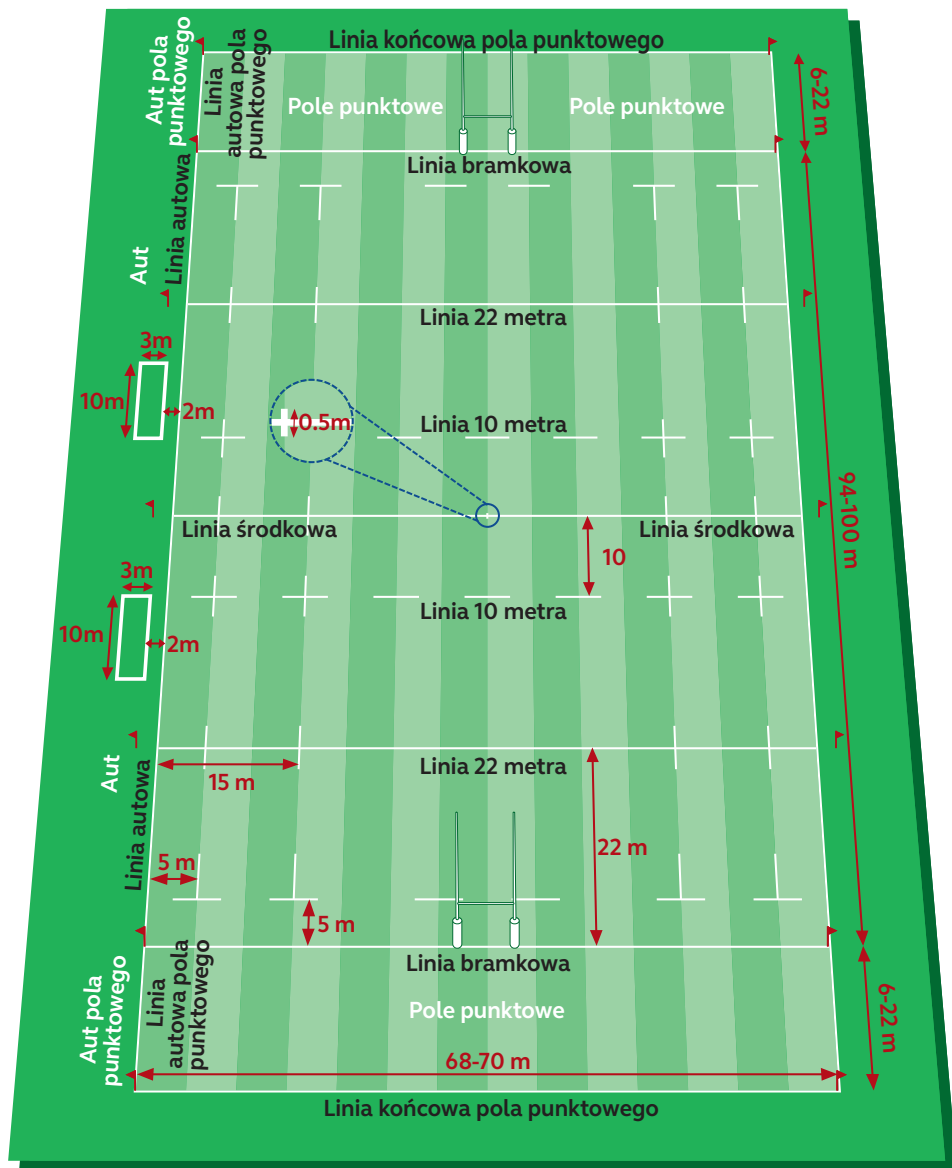 Linia końcowa pola punktowego
Aut pola
punktowego
Linia
autowa pola
punktowego
Pole punktowe
Pole punktowe
6-22 m
Linia bramkowa
Linia autowa
Aut
Linia 22 metra
3m
10m
2m
0.5m
Linia 10 metra
94-100 m
Linia środkowa
Linia środkowa
10
3m
10m
2m
Linia 10 metra
Aut
Linia autowa
15 m
Linia 22 metra
22 m
5 m
5 m
Linia bramkowa
Aut pola
punktowego
Linia
autowa pola
punktowego
Pole punktowe
6-22 m
68-70 m
Linia końcowa pola punktowego